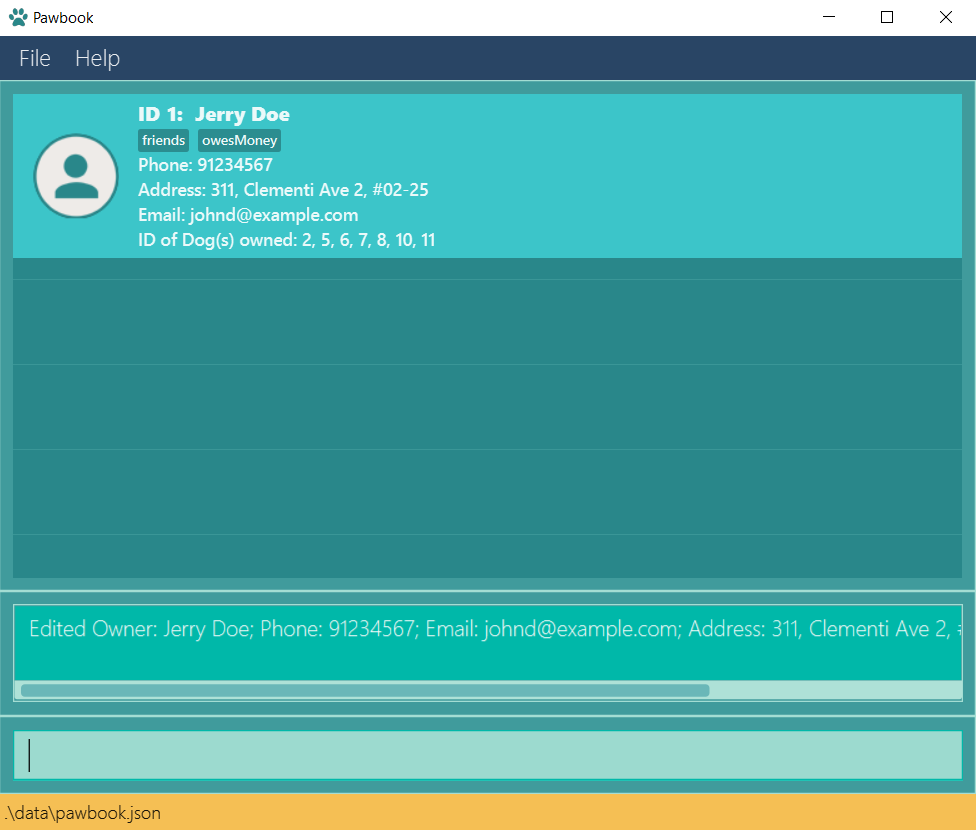 Pawbook
File Help
ID 1: Jerry Doe
friends owesMoney
Phone: 91234567
Address: 311, Clementi Ave 2, #02-25
Email: johnd@example.com
ID of Dog(s) owned: 2, 5, 6, 7, 8, 10, 11
Edited Owner: Jerry Doe; Phone: 91234567; Email: johnd@example.com; Address: 311, Clementi Ave 2,
.\data\pawbook.json